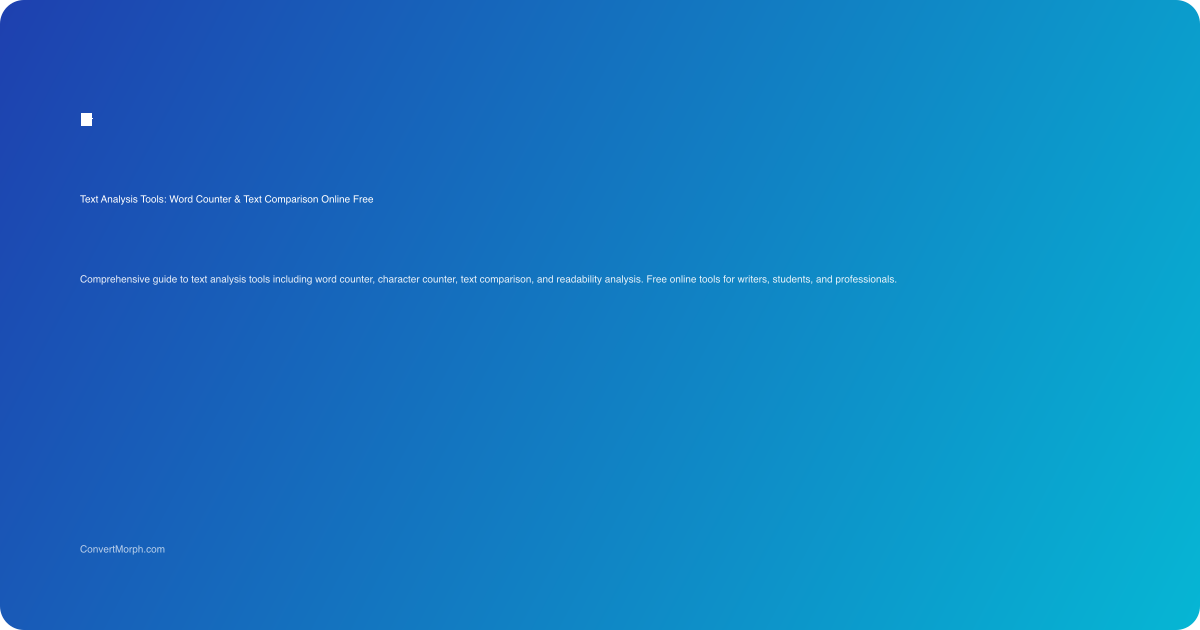 Text Analysis Tools: Word Counter & Text Comparison Online Free
Comprehensive guide to text analysis tools including word counter, character counter, text comparison, and readability analysis. Free online tools for writers, students, and professionals.
ConvertMorph.com